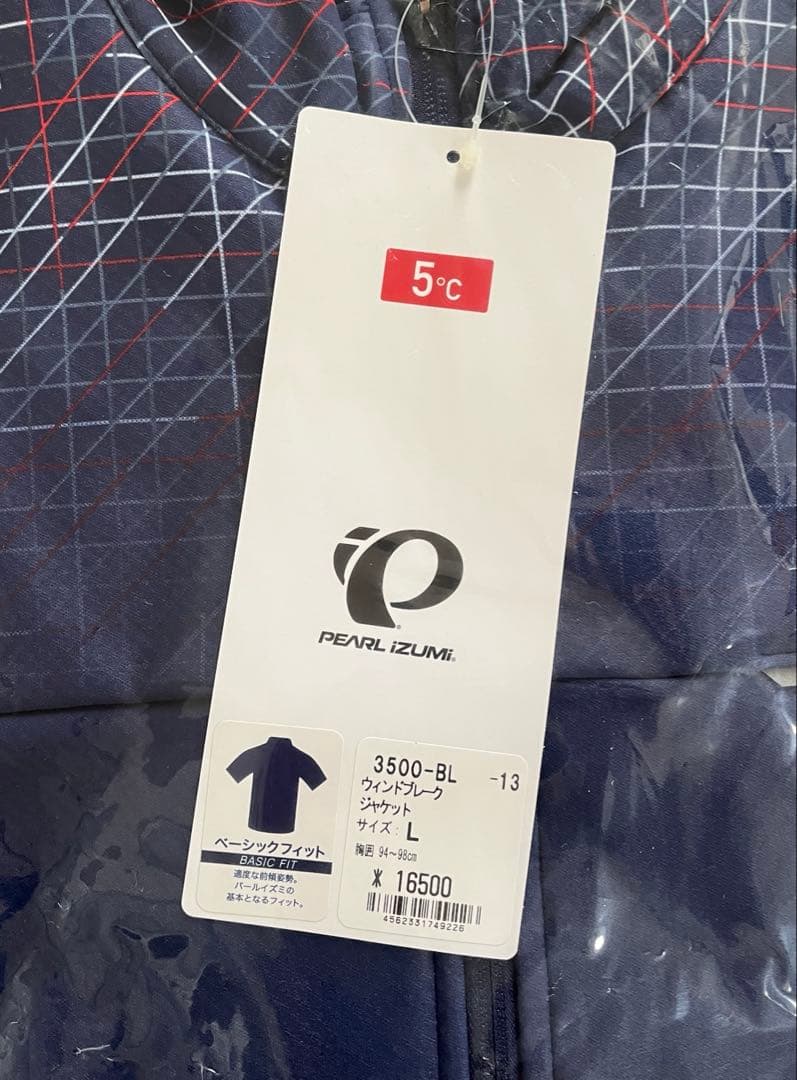 5°C
PEARL iZUMi®
ベーシックフィット
BASIC FIT
適度な前傾姿勢。
パールイズミの
基本となるフィット。
3500-BL -13
ウィンドブレーク
ジャケット
サイズ: L
胸囲 94〜98cm
¥ 16500
4562331749226